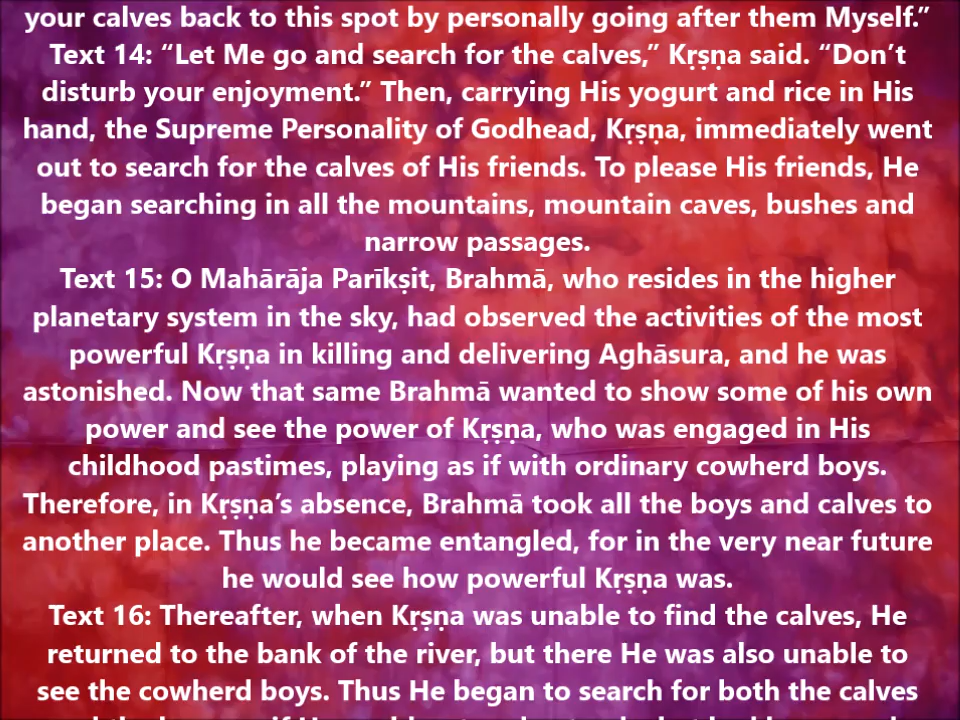 your calves back to this spot by personally going after them Myself.”
Text 14: “Let Me go and search for the calves,” Kṛṣṇa said. “Don’t
disturb your enjoyment.” Then, carrying His yogurt and rice in His
hand, the Supreme Personality of Godhead, Kṛṣṇa, immediately went
out to search for the calves of His friends. To please His friends, He
began searching in all the mountains, mountain caves, bushes and
narrow passages.
Text 15: O Mahārāja Parīkṣit, Brahmā, who resides in the higher
planetary system in the sky, had observed the activities of the most
powerful Kṛṣṇa in killing and delivering Aghāsura, and he was
astonished. Now that same Brahmā wanted to show some of his own
power and see the power of Kṛṣṇa, who was engaged in His
childhood pastimes, playing as if with ordinary cowherd boys.
Therefore, in Kṛṣṇa’s absence, Brahmā took all the boys and calves to
another place. Thus he became entangled, for in the very near future
he would see how powerful Kṛṣṇa was.
Text 16: Thereafter, when Kṛṣṇa was unable to find the calves, He
returned to the bank of the river, but there He was also unable to
see the cowherd boys. Thus He began to search for both the calves